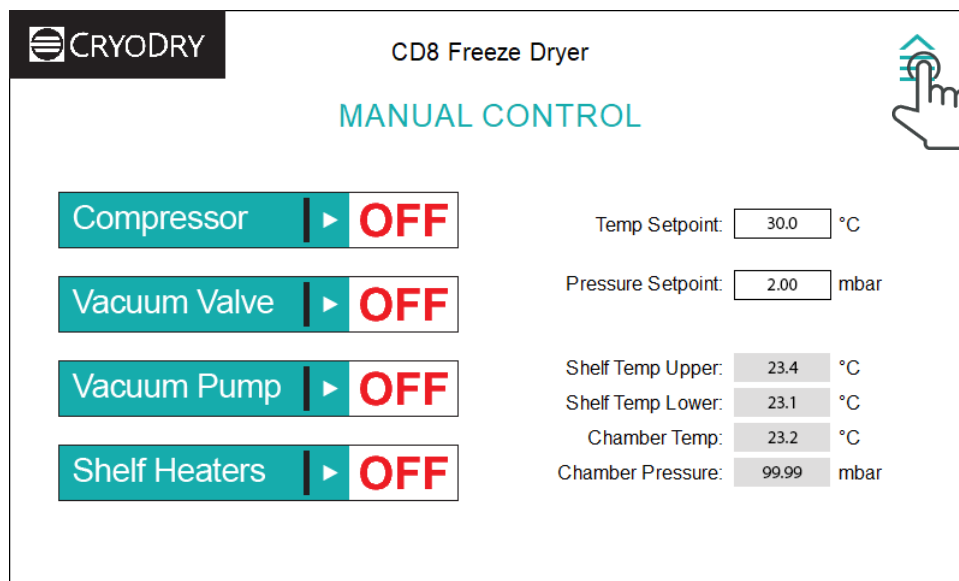 CRYODRY
CD8 Freeze Dryer
MANUAL CONTROL
Compressor OFF
Vacuum Valve OFF
Vacuum Pump OFF
Shelf Heaters OFF
Temp Setpoint: 30.0 °C
Pressure Setpoint: 2.00 mbar
Shelf Temp Upper: 23.4 °C
Shelf Temp Lower: 23.1 °C
Chamber Temp: 23.2 °C
Chamber Pressure: 99.99 mbar